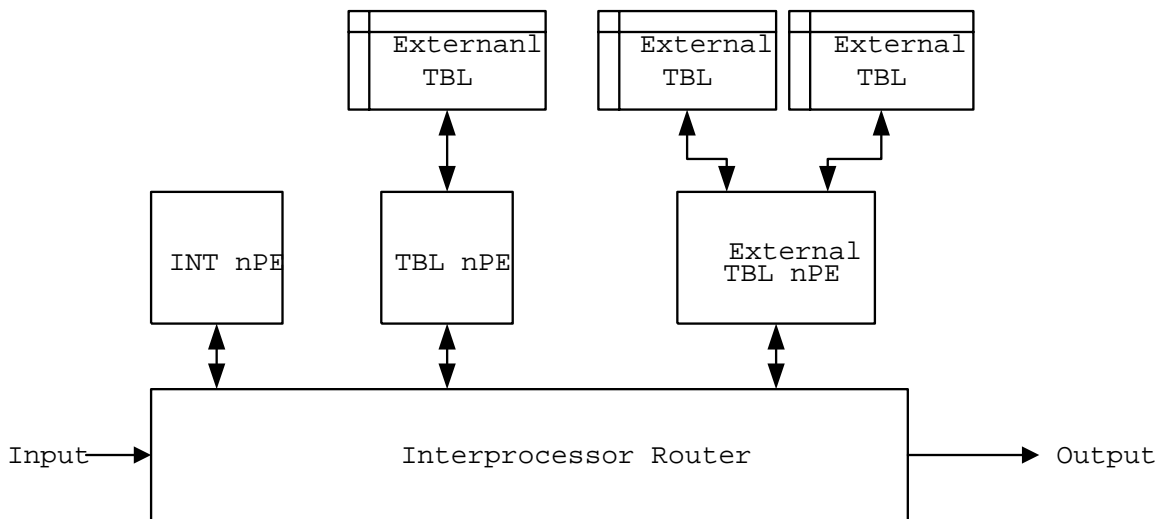 Externanl
TBL
External
TBL
External
TBL
INT nPE
TBL nPE
External
TBL nPE
Input
Interprocessor Router
Output